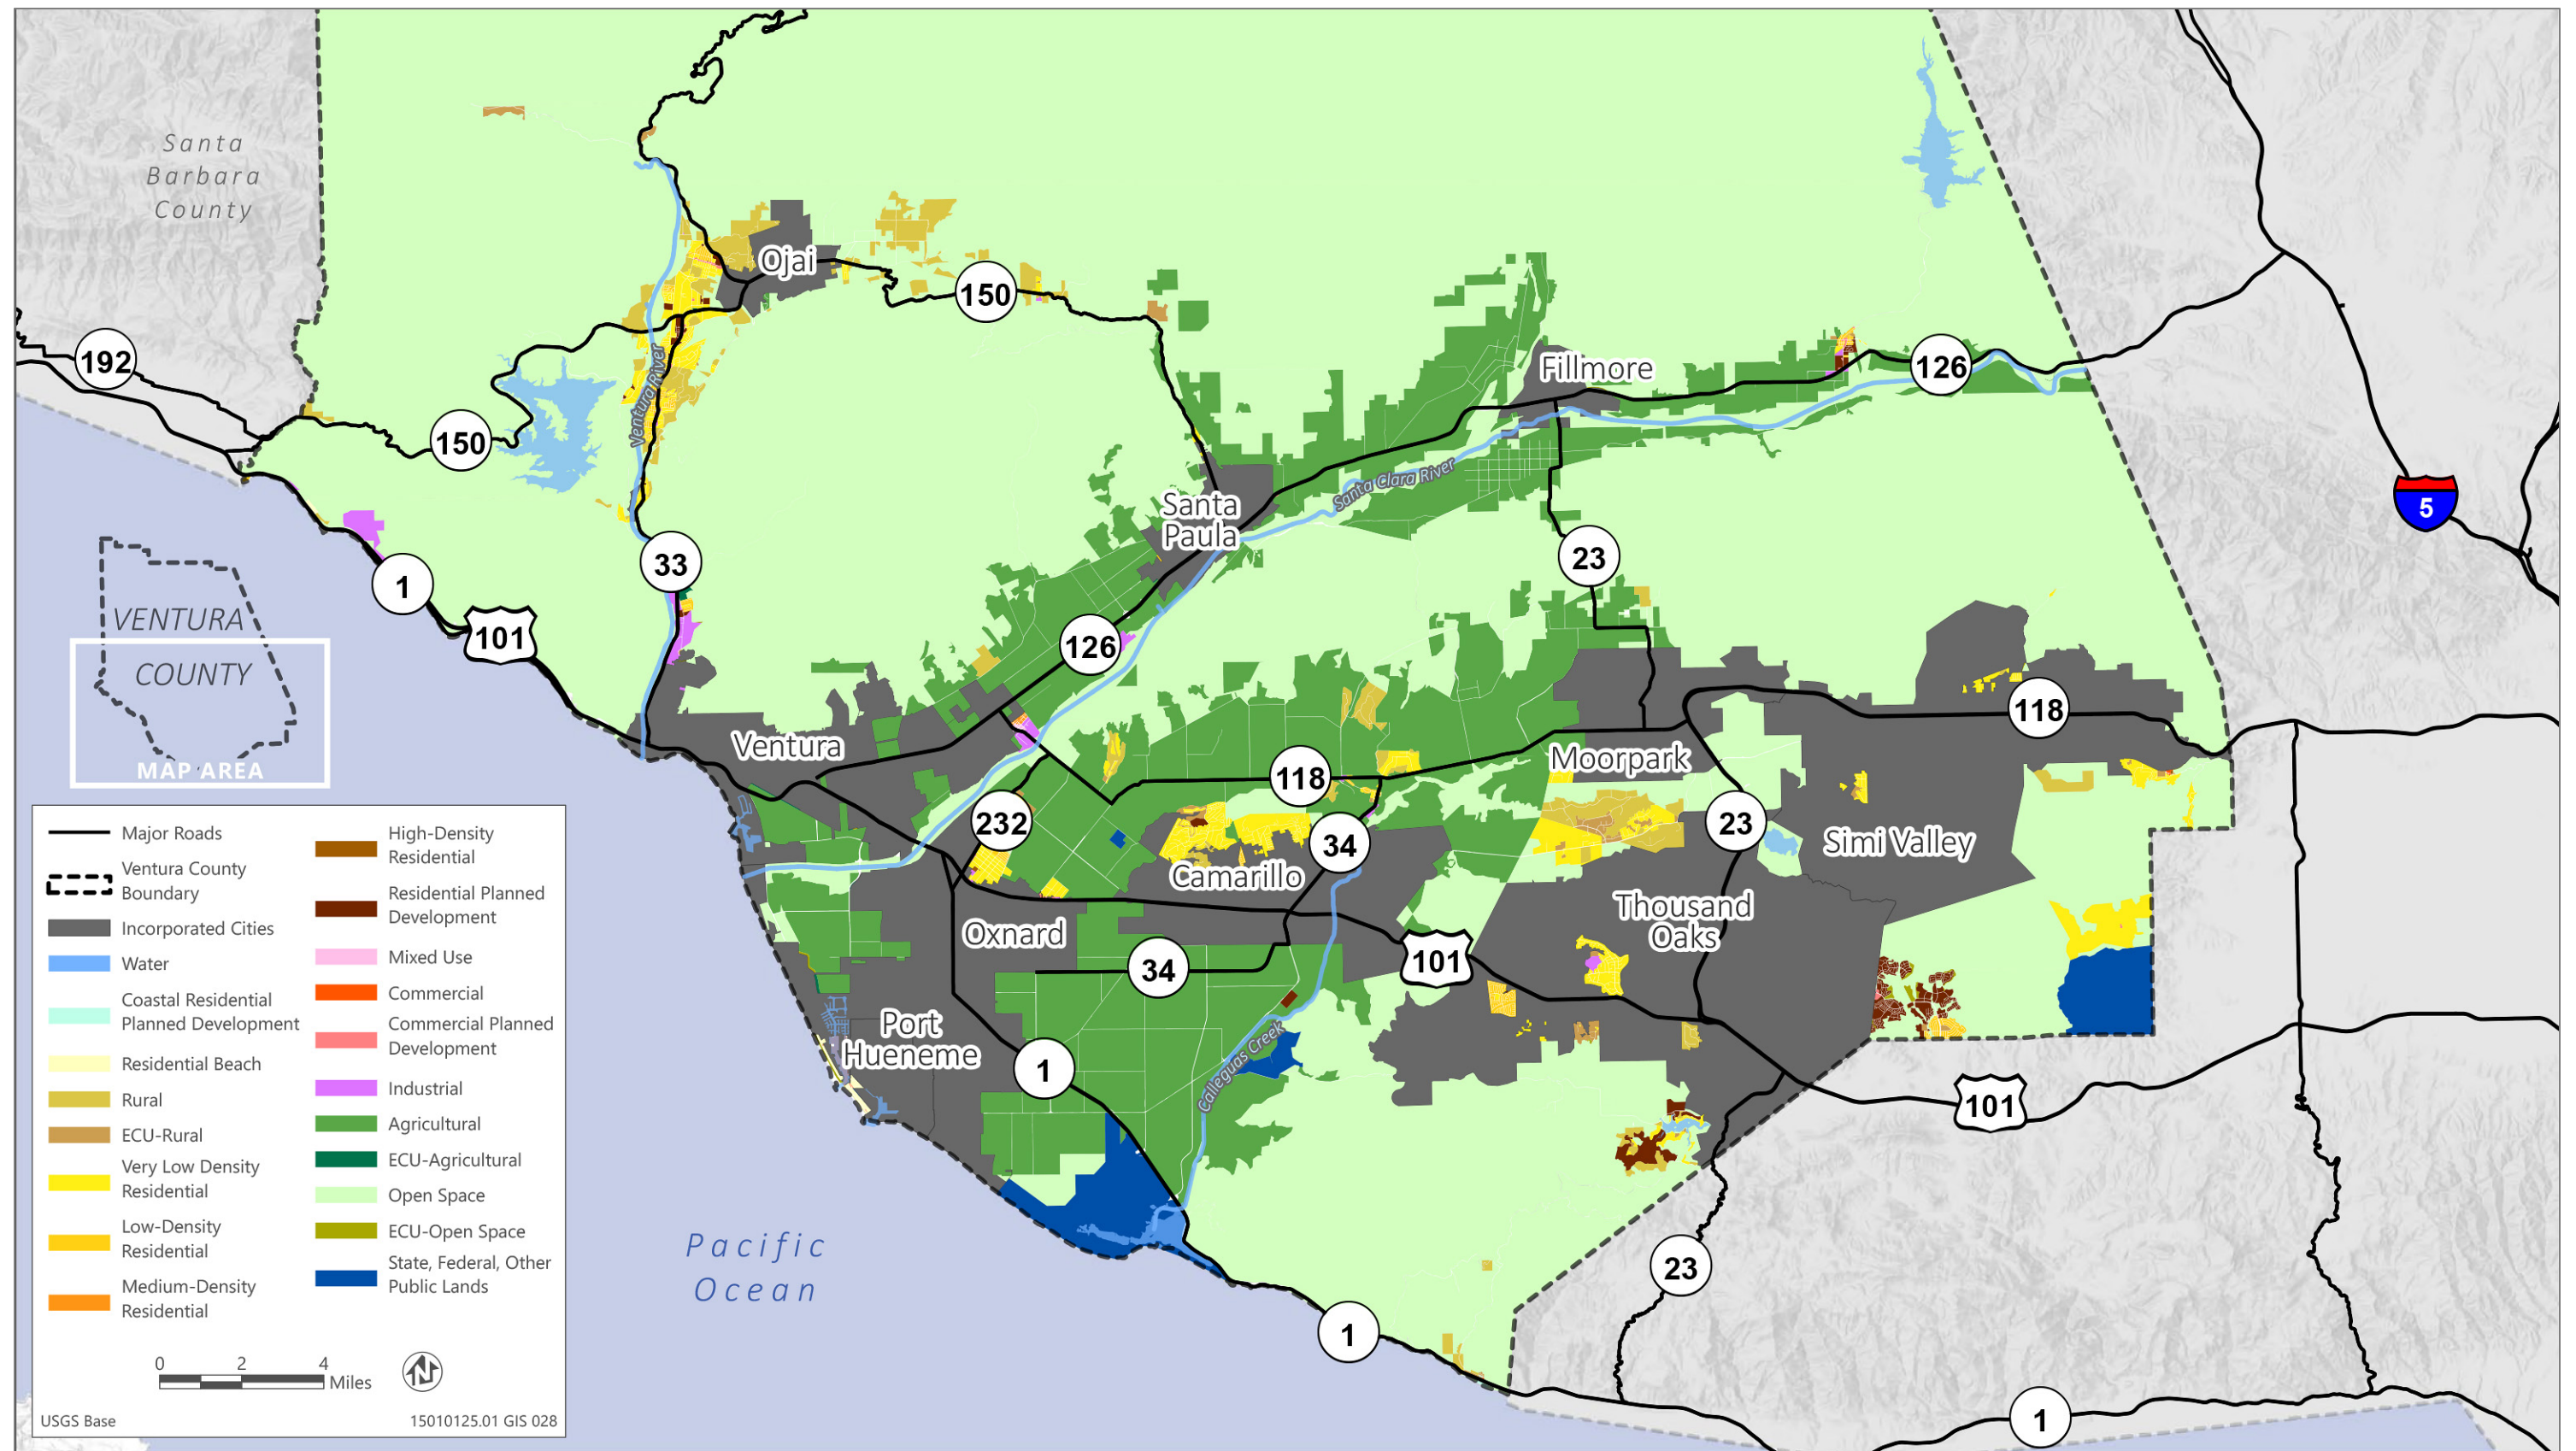 Santa
Barbara
County
Ojai
150
192
Fillmore
126
150
Ventura River
5
Santa Clara River
Santa
Paula
33
23
1
101
VENTURA
COUNTY
MAP AREA
126
118
Ventura
118
Moorpark
232
34
23
Simi Valley
Camarillo
Thousand
Oaks
Oxnard
34
101
Port
Hueneme
1
Calleguas Creek
101
Pacific
Ocean
23
1
1
Major Roads
Ventura County
Boundary
Incorporated Cities
Water
Coastal Residential
Planned Development
Residential Beach
Rural
ECU-Rural
Very Low Density
Residential
Low-Density
Residential
Medium-Density
Residential
High-Density
Residential
Residential Planned
Development
Mixed Use
Commercial
Commercial Planned
Development
Industrial
Agricultural
ECU-Agricultural
Open Space
ECU-Open Space
State, Federal, Other
Public Lands
0 2 4
Miles
N
USGS Base
15010125.01 GIS 028